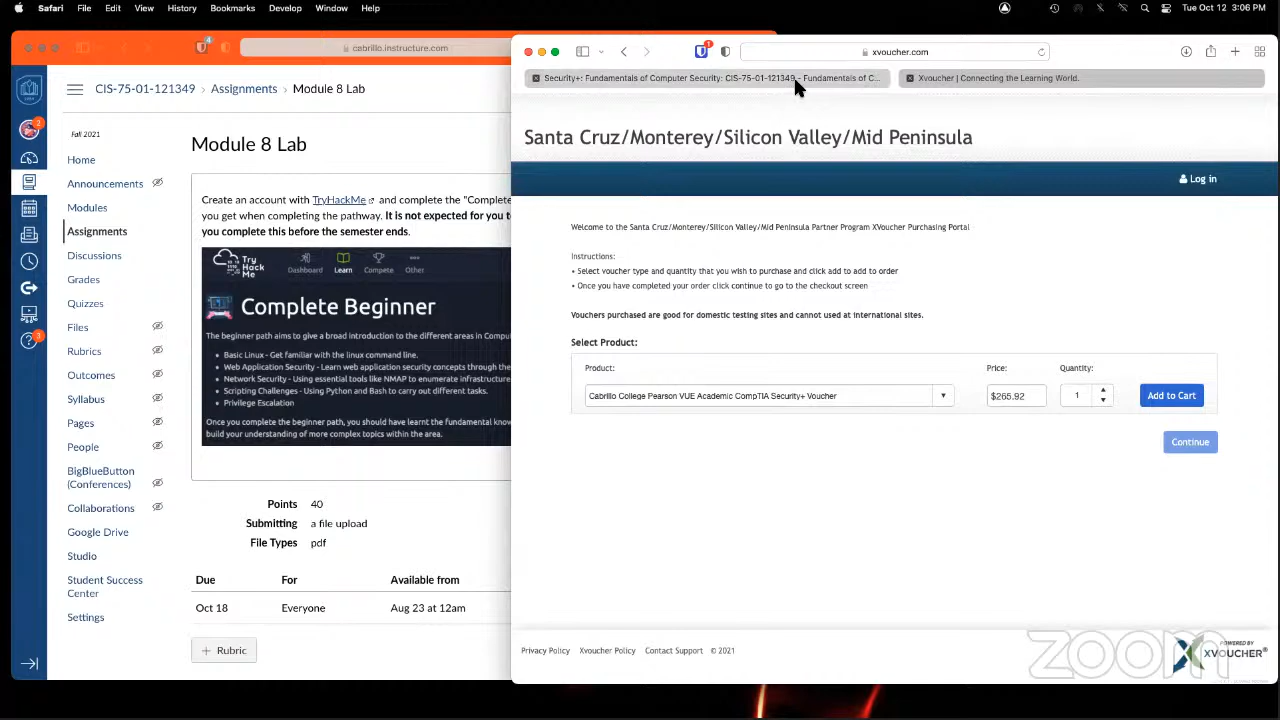 Safari File Edit View History Bookmarks Develop Window Help
Tue Oct 12 3:06 PM
4
cabrillo.instructure.com
CIS-75-01-121349 › Assignments › Module 8 Lab
2
3
Fall 2021
Home
Announcements
Modules
Assignments
Discussions
Grades
Quizzes
Files
Rubrics
Outcomes
Syllabus
Pages
People
BigBlueButton
(Conferences)
Collaborations
Google Drive
Studio
Student Success
Center
Settings
Module 8 Lab
Create an account with TryHackMe and complete the "Complete
you get when completing the pathway. It is not expected for you to
you complete this before the semester ends.
Try
Hack
Me
Dashboard Learn Compete Other
Complete Beginner
The beginner path aims to give a broad introduction to the different areas in Compu
• Basic Linux - Get familiar with the linux command line.
• Web Application Security - Learn web application security concepts through the
• Network Security - Using essential tools like NMAP to enumerate infrastructure
• Scripting Challenges - Using Python and Bash to carry out different tasks.
• Privilege Escalation
Once you complete the beginner path, you should have learnt the fundamental know
build your understanding of more complex topics within the area.
Points 40
Submitting a file upload
File Types pdf
Due For Available from
Oct 18 Everyone Aug 23 at 12am
+ Rubric
1
xvoucher.com
Security+: Fundamentals of Computer Security: CIS-75-01-121349 - Fundamentals of C...
Xvoucher | Connecting the Learning World.
Santa Cruz/Monterey/Silicon Valley/Mid Peninsula
Log in
Welcome to the Santa Cruz/Monterey/Silicon Valley/Mid Peninsula Partner Program XVoucher Purchasing Portal
Instructions:
• Select voucher type and quantity that you wish to purchase and click add to add to order
• Once you have completed your order click continue to go to the checkout screen
Vouchers purchased are good for domestic testing sites and cannot used at international sites.
Select Product:
Product: Price: Quantity:
Cabrillo College Pearson VUE Academic CompTIA Security+ Voucher $265.92 1 Add to Cart
Continue
Privacy Policy Xvoucher Policy Contact Support © 2021
POWERED BY
XVOUCHER®
zoom